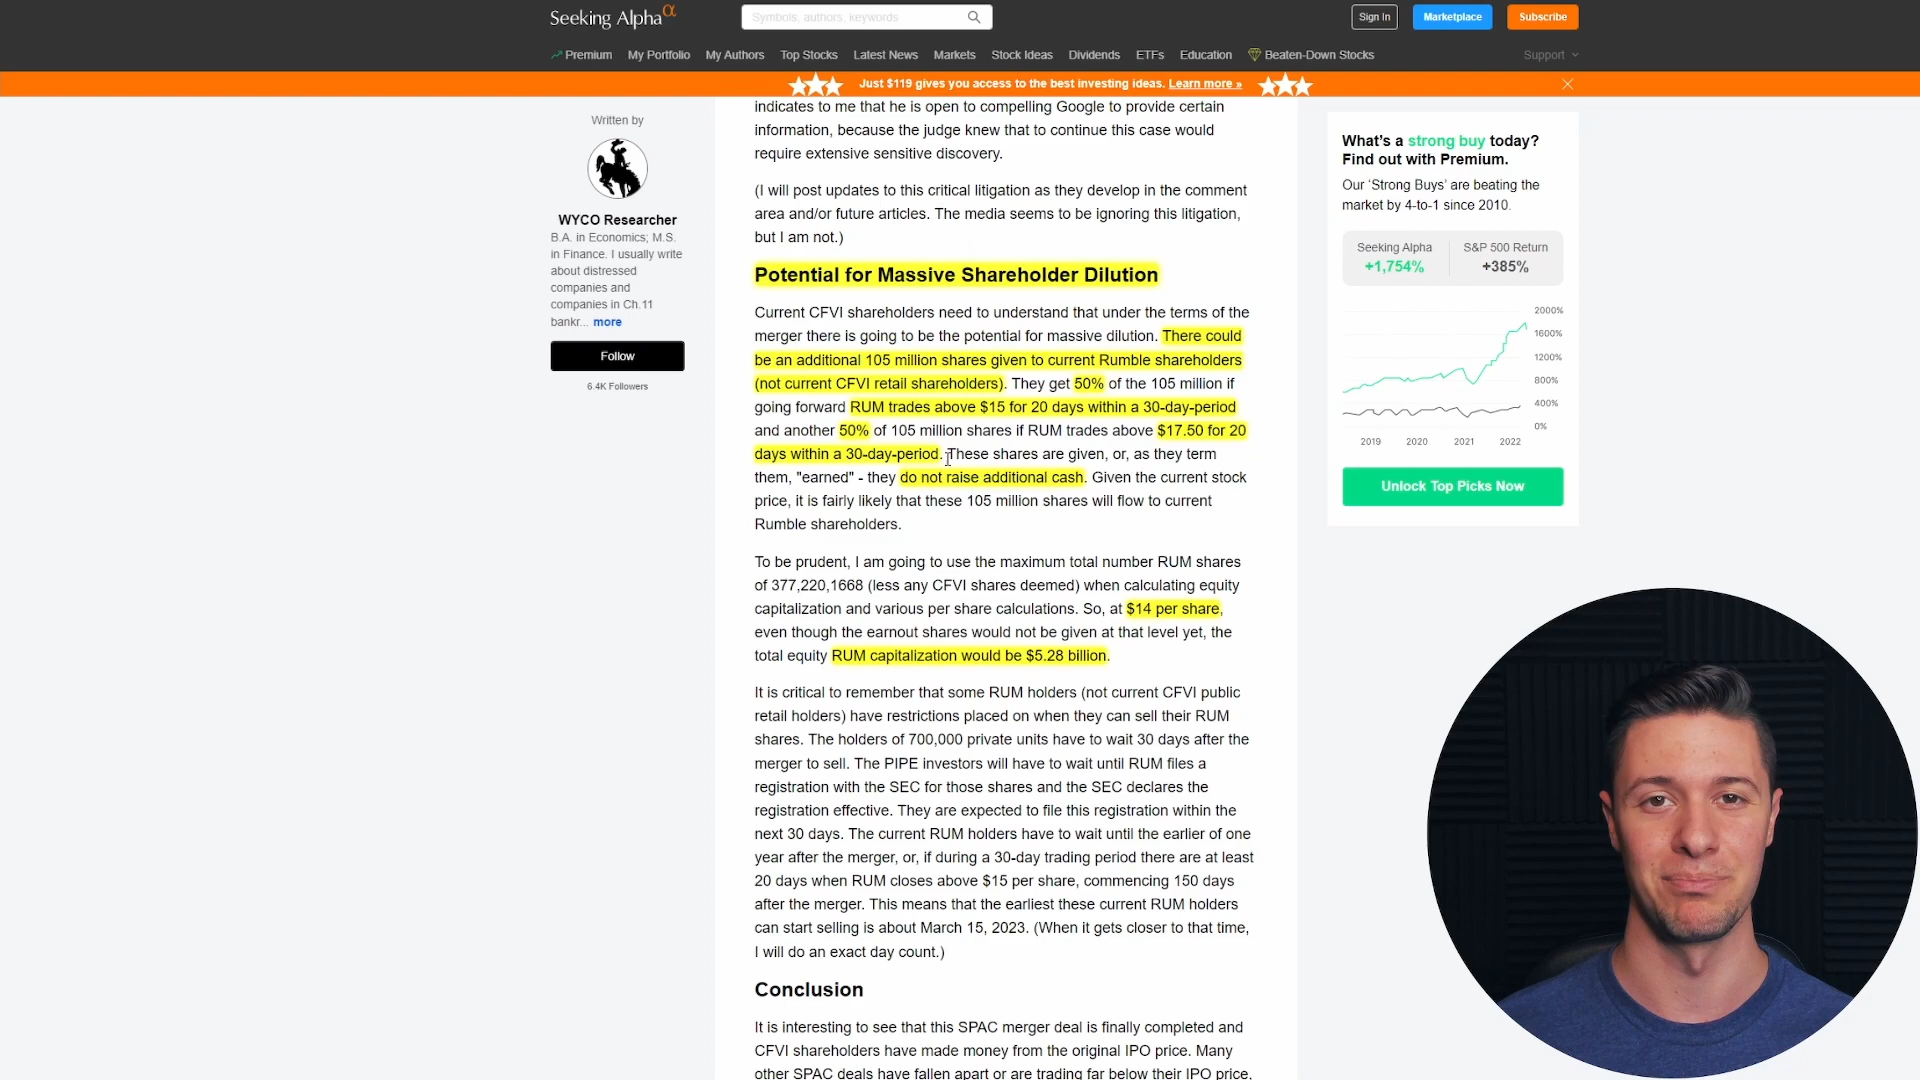 Seeking Alpha α
Symbols, authors, keywords
Sign In
Marketplace
Subscribe
Premium
My Portfolio
My Authors
Top Stocks
Latest News
Markets
Stock Ideas
Dividends
ETFs
Education
Beaten-Down Stocks
Support
Just $119 gives you access to the best investing ideas. Learn more »
Written by
WYCO Researcher
B.A. in Economics; M.S.
in Finance. I usually write
about distressed
companies and
companies in Ch.11
bankr... more
Follow
6.4K Followers
indicates to me that he is open to compelling Google to provide certain
information, because the judge knew that to continue this case would
require extensive sensitive discovery.
(I will post updates to this critical litigation as they develop in the comment
area and/or future articles. The media seems to be ignoring this litigation,
but I am not.)
Potential for Massive Shareholder Dilution
Current CFVI shareholders need to understand that under the terms of the
merger there is going to be the potential for massive dilution. There could
be an additional 105 million shares given to current Rumble shareholders
(not current CFVI retail shareholders). They get 50% of the 105 million if
going forward RUM trades above $15 for 20 days within a 30-day-period
and another 50% of 105 million shares if RUM trades above $17.50 for 20
days within a 30-day-period. These shares are given, or, as they term
them, "earned" - they do not raise additional cash. Given the current stock
price, it is fairly likely that these 105 million shares will flow to current
Rumble shareholders.
To be prudent, I am going to use the maximum total number RUM shares
of 377,220,1668 (less any CFVI shares deemed) when calculating equity
capitalization and various per share calculations. So, at $14 per share,
even though the earnout shares would not be given at that level yet, the
total equity RUM capitalization would be $5.28 billion.
It is critical to remember that some RUM holders (not current CFVI public
retail holders) have restrictions placed on when they can sell their RUM
shares. The holders of 700,000 private units have to wait 30 days after the
merger to sell. The PIPE investors will have to wait until RUM files a
registration with the SEC for those shares and the SEC declares the
registration effective. They are expected to file this registration within the
next 30 days. The current RUM holders have to wait until the earlier of one
year after the merger, or, if during a 30-day trading period there are at least
20 days when RUM closes above $15 per share, commencing 150 days
after the merger. This means that the earliest these current RUM holders
can start selling is about March 15, 2023. (When it gets closer to that time,
I will do an exact day count.)
Conclusion
It is interesting to see that this SPAC merger deal is finally completed and
CFVI shareholders have made money from the original IPO price. Many
other SPAC deals have fallen apart or are trading far below their IPO price,
What's a strong buy today?
Find out with Premium.
Our 'Strong Buys' are beating the
market by 4-to-1 since 2010.
Seeking Alpha
+1,754%
S&P 500 Return
+385%
2000%
1600%
1200%
800%
400%
0%
2019
2020
2021
2022
Unlock Top Picks Now